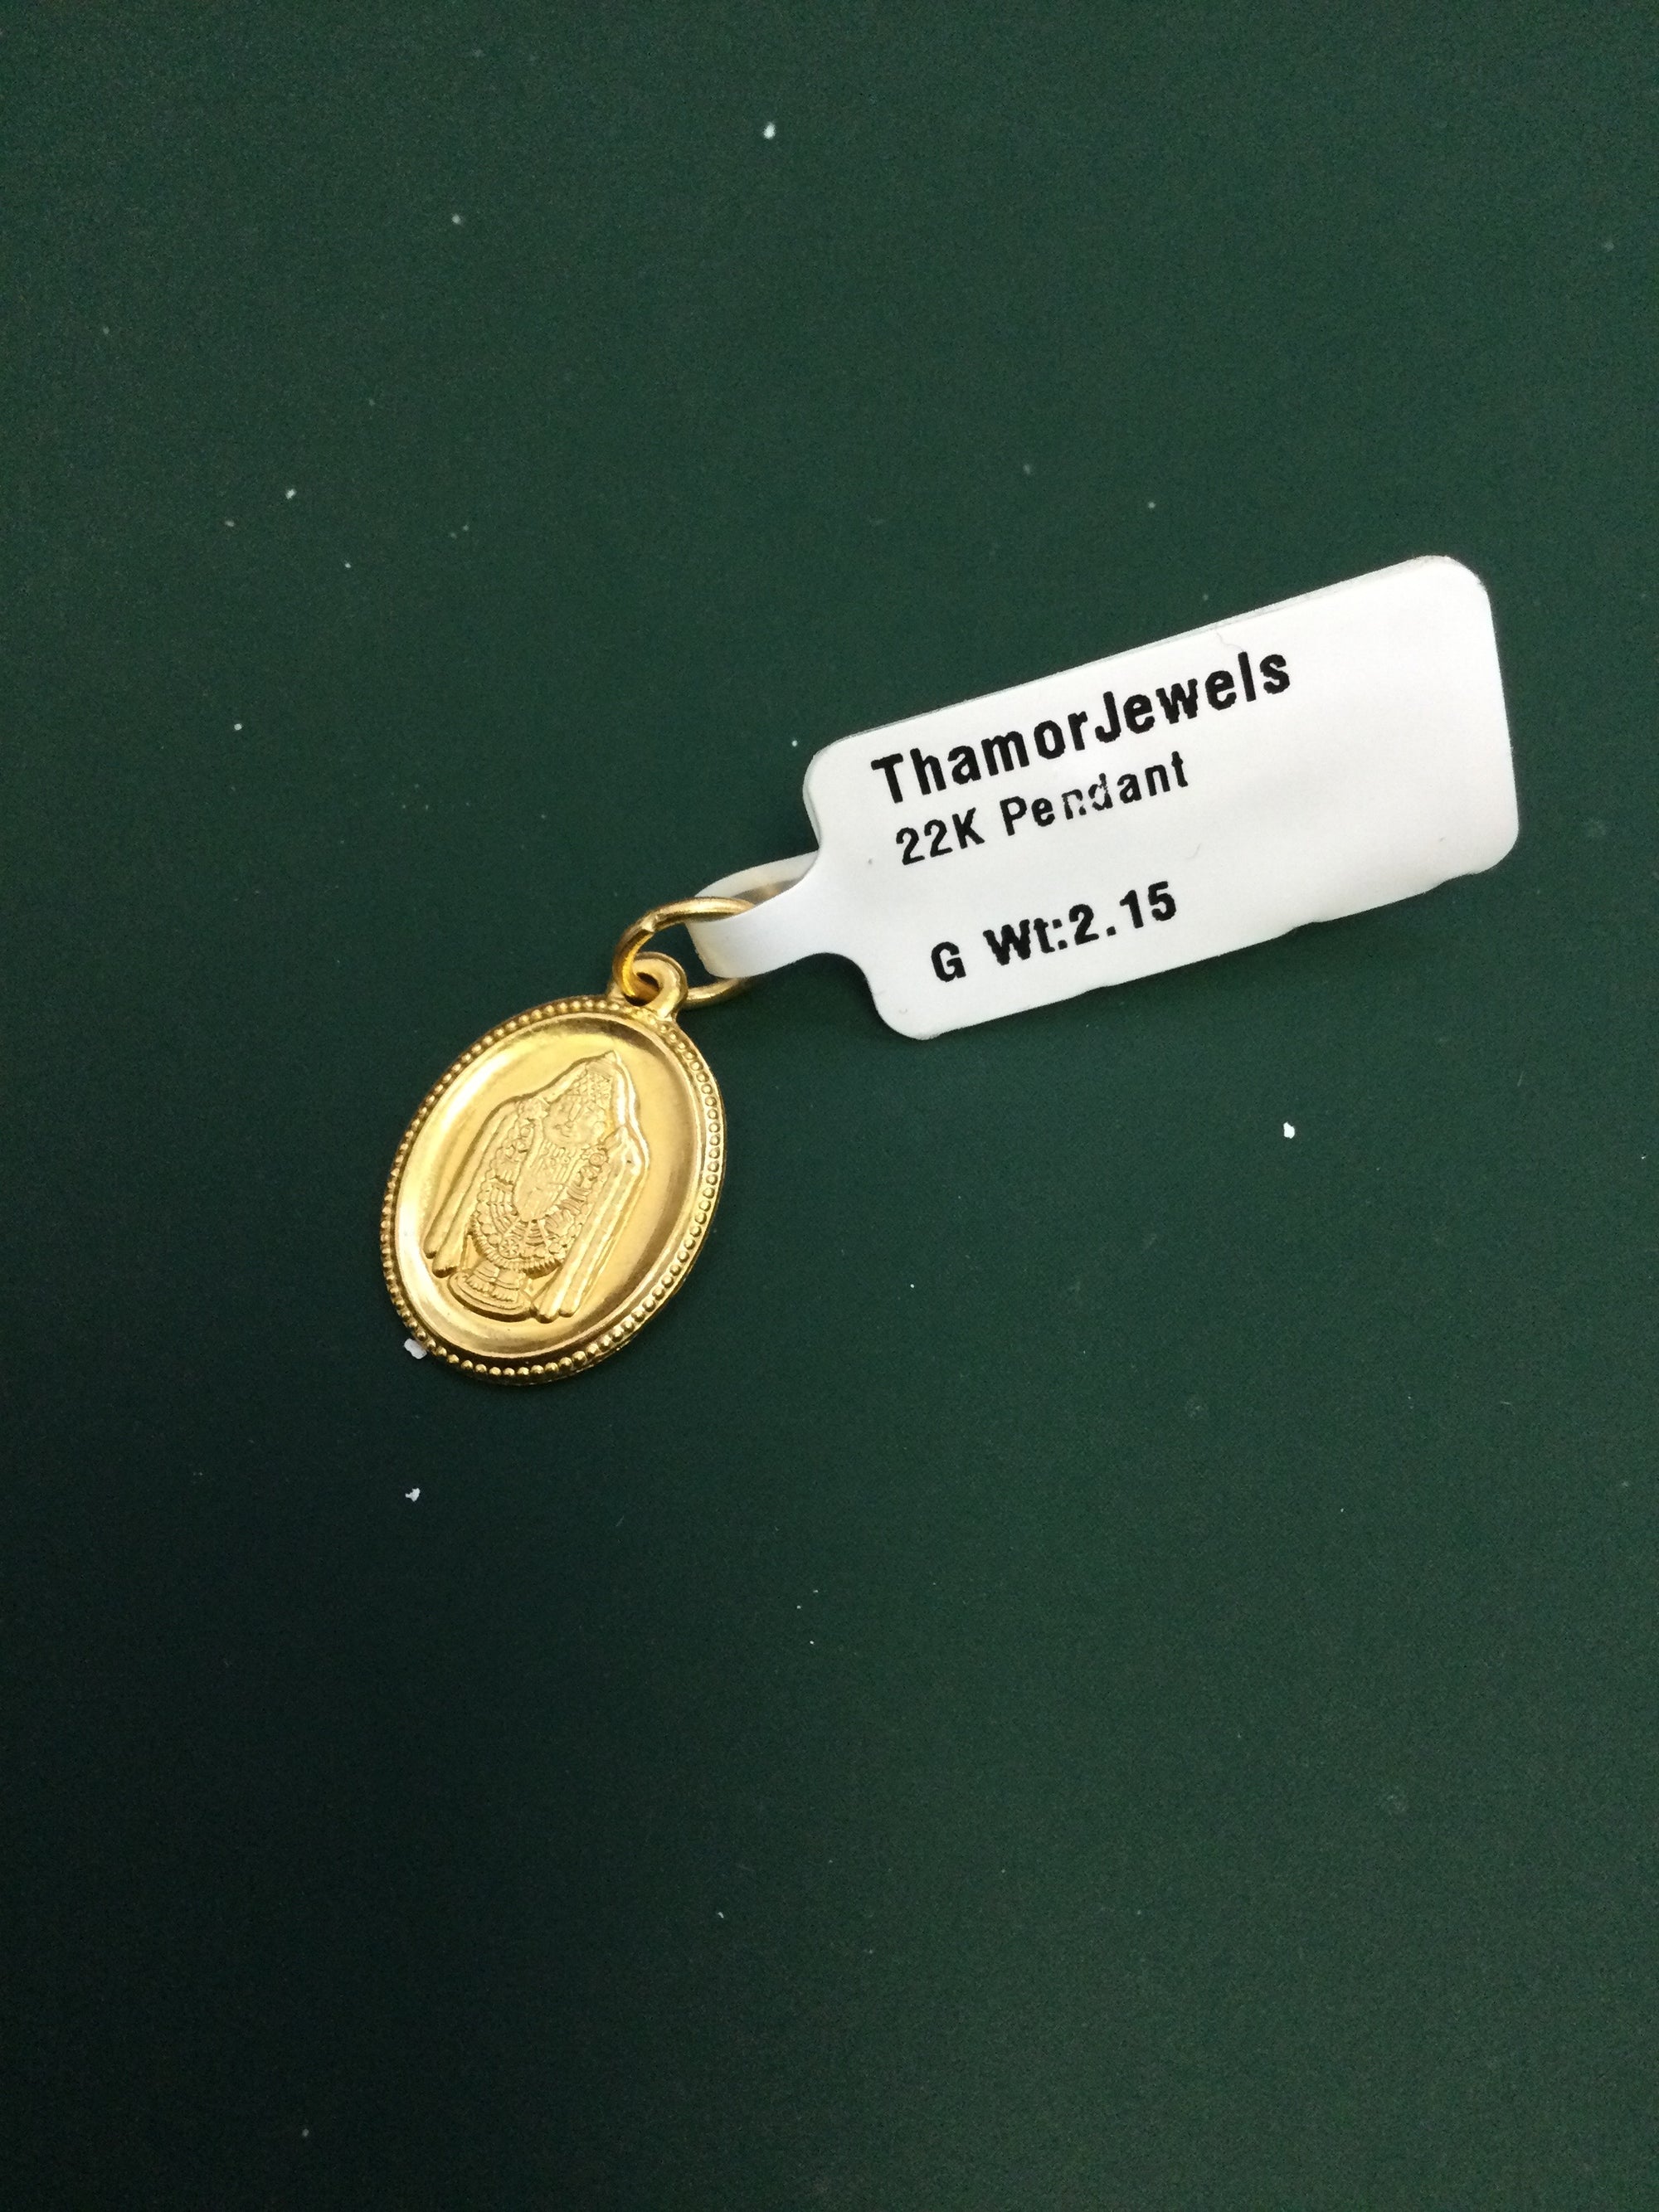 ThamorJewels
22K Pendant
G Wt:2.15